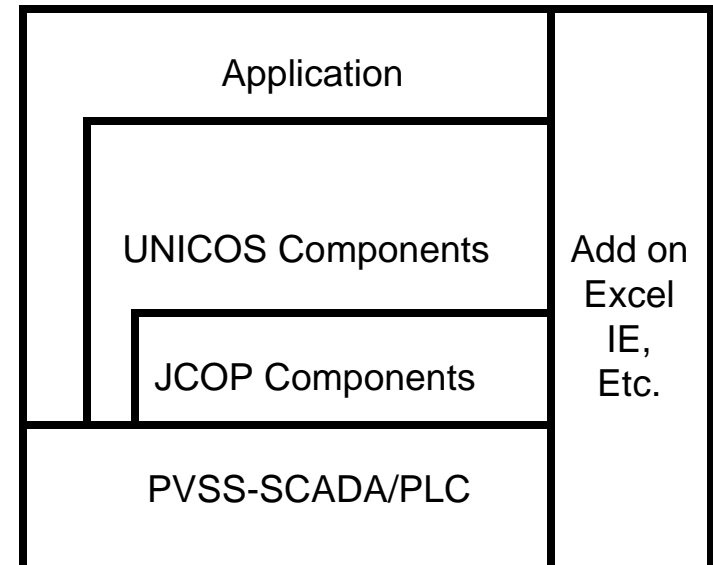 Application
UNICOS Components
JCOP Components
PVSS-SCADA/PLC
Add on
Excel
IE,
Etc.